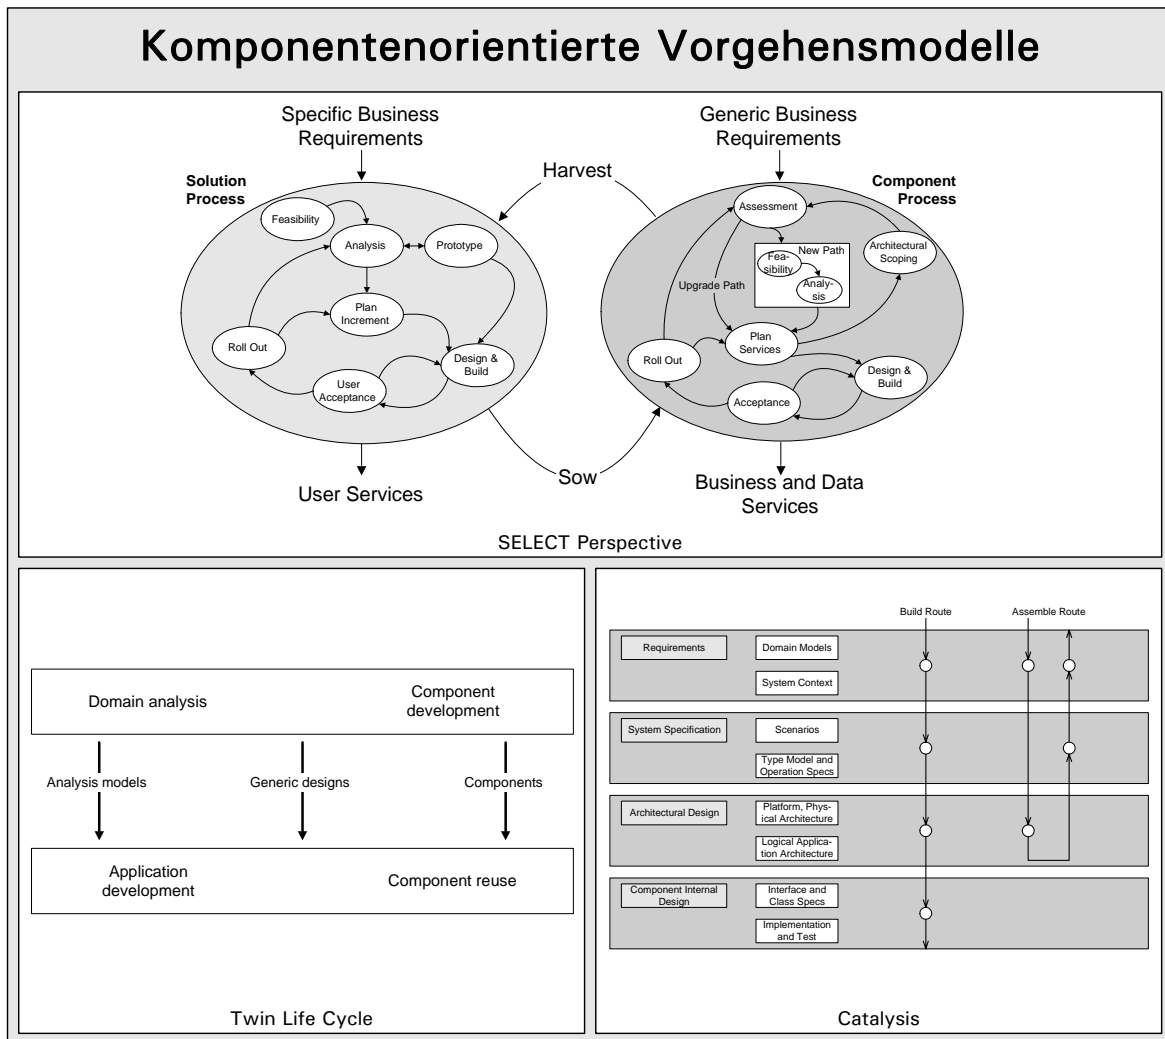 Komponentenorientierte Vorgehensmodelle
Specific Business
Requirements
Generic Business
Requirements
Harvest
Solution
Process
Component
Process
Feasibility
Analysis
Prototype
Plan
Increment
Roll Out
Design &
Build
User
Acceptance
Assessment
New Path
Fea-
sibility
Analy-
sis
Architectural
Scoping
Upgrade Path
Plan
Services
Roll Out
Design &
Build
Acceptance
Sow
User Services
Business and Data
Services
SELECT Perspective
Domain analysis
Component
development
Analysis models
Generic designs
Components
Application
development
Component reuse
Twin Life Cycle
Build Route
Assemble Route
Requirements
Domain Models
System Context
System Specification
Scenarios
Type Model and
Operation Specs
Architectural Design
Platform, Phys-
ical Architecture
Logical Applica-
tion Architecture
Component Internal
Design
Interface and
Class Specs
Implementation
and Test
Catalysis